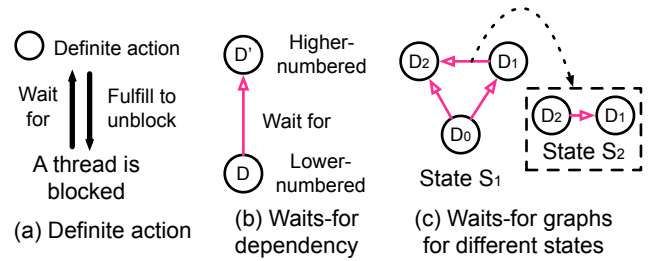 Definite action
Wait for
Fulfill to unblock
A thread is blocked
(a) Definite action
D'
Higher-numbered
Wait for
D
Lower-numbered
(b) Waits-for dependency
D2
D1
D0
State S1
D2
D1
State S2
(c) Waits-for graphs for different states